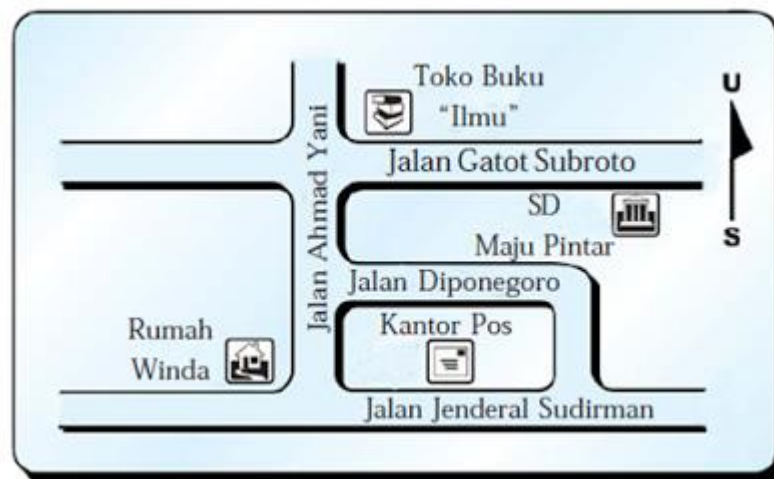 Toko Buku
“Ilmu”
U
Jalan Ahmad Yani
Jalan Gatot Subroto
SD
Maju Pintar
S
Jalan Diponegoro
Rumah
Winda
Kantor Pos
Jalan Jenderal Sudirman